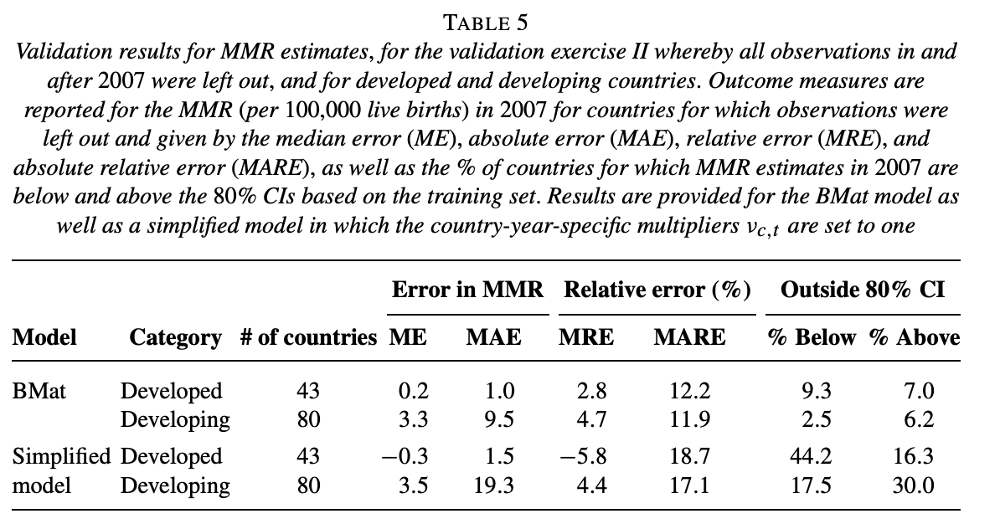 TABLE 5
Validation results for MMR estimates, for the validation exercise II whereby all observations in and
after 2007 were left out, and for developed and developing countries. Outcome measures are
reported for the MMR (per 100,000 live births) in 2007 for countries for which observations were
left out and given by the median error (ME), absolute error (MAE), relative error (MRE), and
absolute relative error (MARE), as well as the % of countries for which MMR estimates in 2007 are
below and above the 80% CIs based on the training set. Results are provided for the BMat model as
well as a simplified model in which the country-year-specific multipliers νc,t are set to one
Error in MMR Relative error (%) Outside 80% CI
Model Category # of countries ME MAE MRE MARE % Below % Above
BMat Developed 43 0.2 1.0 2.8 12.2 9.3 7.0
Developing 80 3.3 9.5 4.7 11.9 2.5 6.2
Simplified Developed 43 −0.3 1.5 −5.8 18.7 44.2 16.3
model Developing 80 3.5 19.3 4.4 17.1 17.5 30.0